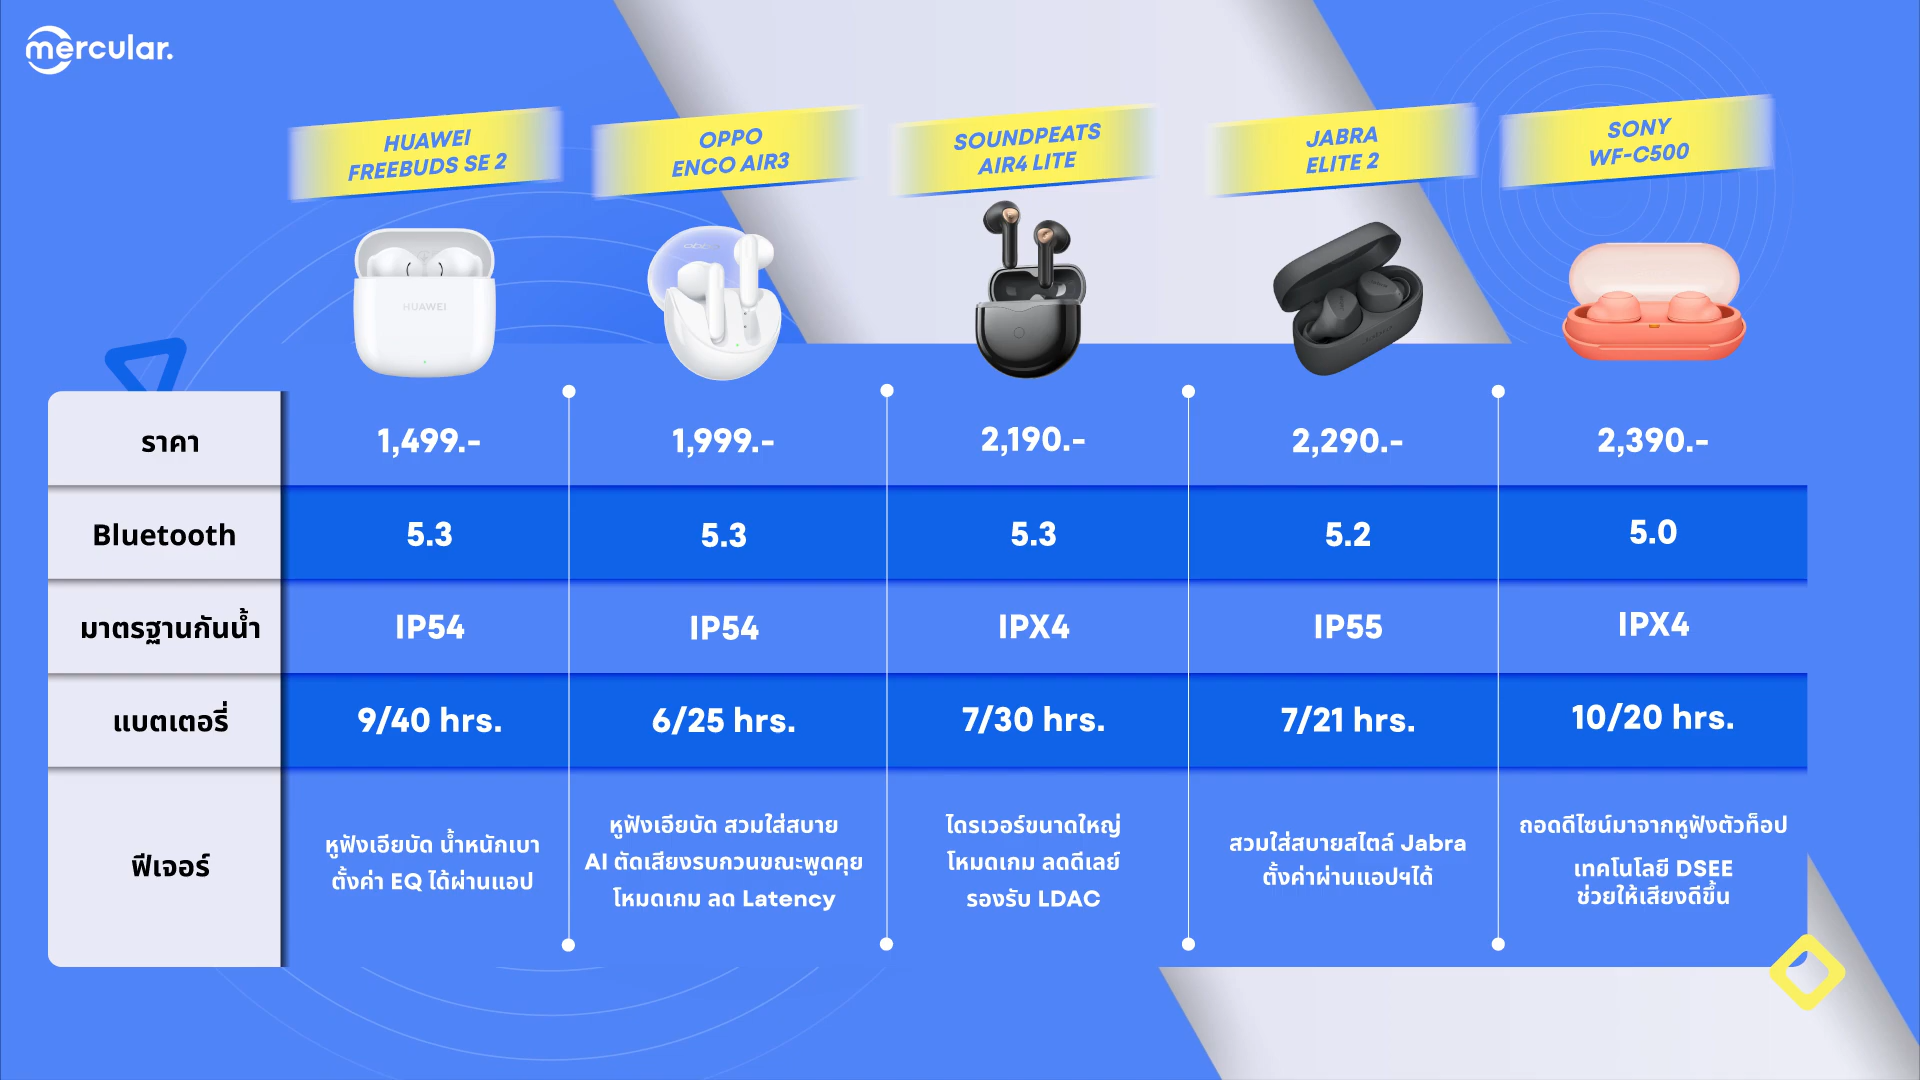 mercular.
HUAWEI
FREEBUDS SE 2
OPPO
ENCO AIR3
SOUNDPEATS
AIR4 LITE
JABRA
ELITE 2
SONY
WF-C500
HUAWEI
ราคา
1,499.-
1,999.-
2,190.-
2,290.-
2,390.-
Bluetooth
5.3
5.3
5.3
5.2
5.0
มาตรฐานกันน้ำ
IP54
IP54
IPX4
IP55
IPX4
แบตเตอรี่
9/40 hrs.
6/25 hrs.
7/30 hrs.
7/21 hrs.
10/20 hrs.
ฟีเจอร์
หูฟังเอียบัด น้ำหนักเบา
ตั้งค่า EQ ได้ผ่านแอป
หูฟังเอียบัด สวมใส่สบาย
AI ตัดเสียงรบกวนขณะพูดคุย
โหมดเกม ลด Latency
ไดรเวอร์ขนาดใหญ่
โหมดเกม ลดดีเลย์
รองรับ LDAC
สวมใส่สบายสไตล์ Jabra
ตั้งค่าผ่านแอปฯได้
ถอดดีไซน์มาจากหูฟังตัวท็อป
เทคโนโลยี DSEE
ช่วยให้เสียงดีขึ้น